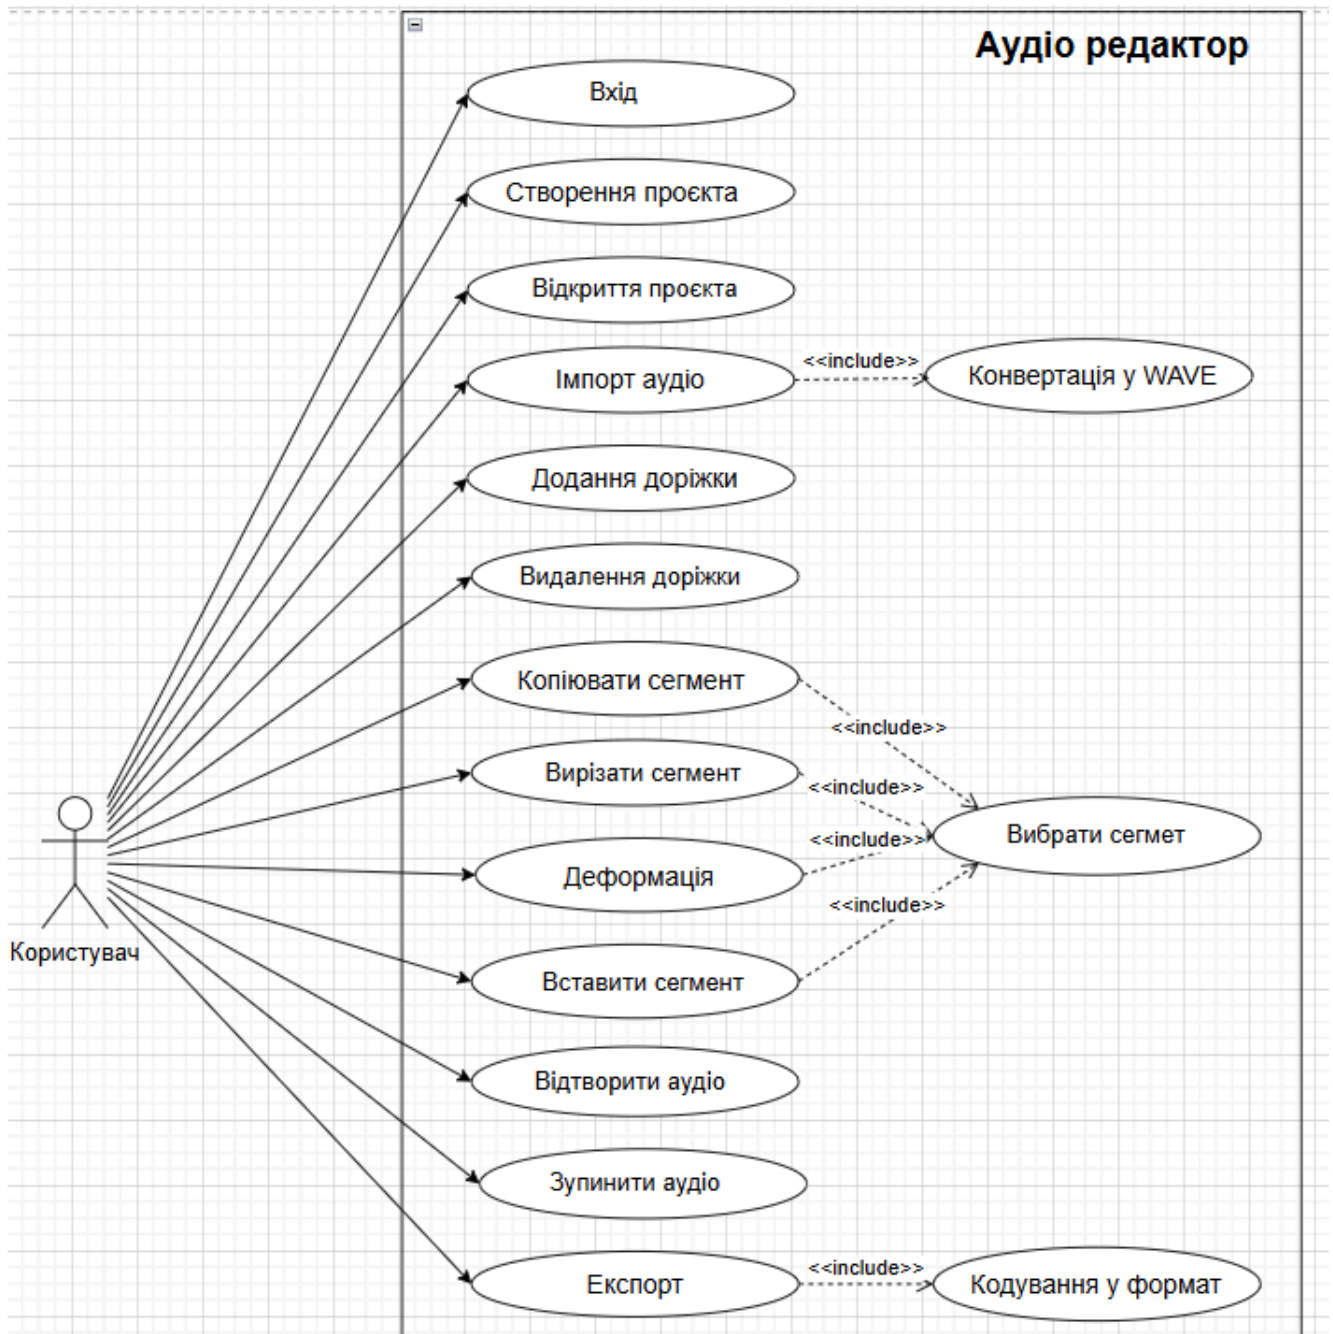 Аудіо редактор
Вхід
Створення проєкта
Відкриття проєкта
Імпорт аудіо
<<include>>
Конвертація у WAVE
Додання доріжки
Видалення доріжки
Копіювати сегмент
<<include>>
Вирізати сегмент
<<include>>
Вибрати сегмет
Деформація
<<include>>
Вставити сегмент
<<include>>
Користувач
Відтворити аудіо
Зупинити аудіо
Експорт
<<include>>
Кодування у формат